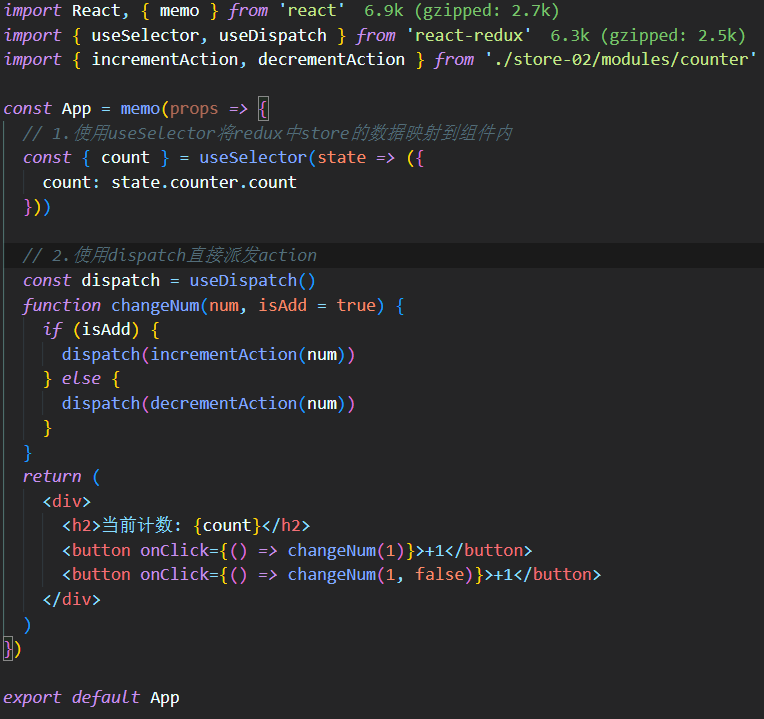 import React, { memo } from 'react' 6.9k (gzipped: 2.7k)
import { useSelector, useDispatch } from 'react-redux' 6.3k (gzipped: 2.5k)
import { incrementAction, decrementAction } from './store-02/modules/counter'
const App = memo(props => {
// 1.使用useSelector将redux中store的数据映射到组件内
const { count } = useSelector(state => ({
count: state.counter.count
}))
// 2.使用dispatch直接派发action
const dispatch = useDispatch()
function changeNum(num, isAdd = true) {
if (isAdd) {
dispatch(incrementAction(num))
} else {
dispatch(decrementAction(num))
}
}
return (
<div>
<h2>当前计数: {count}</h2>
<button onClick={() => changeNum(1)}>+1</button>
<button onClick={() => changeNum(1, false)}>+1</button>
</div>
)
})
export default App